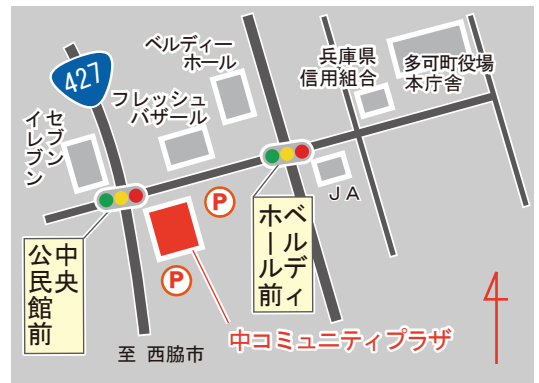 427
ベルディー
ホール
兵庫県
信用組合
多可町役場
本庁舎
フレッシュ
バザール
セブン
イレブン
P
JA
ベルディ
ホール前
中央
公民館前
P
中コミュニティプラザ
至 西脇市